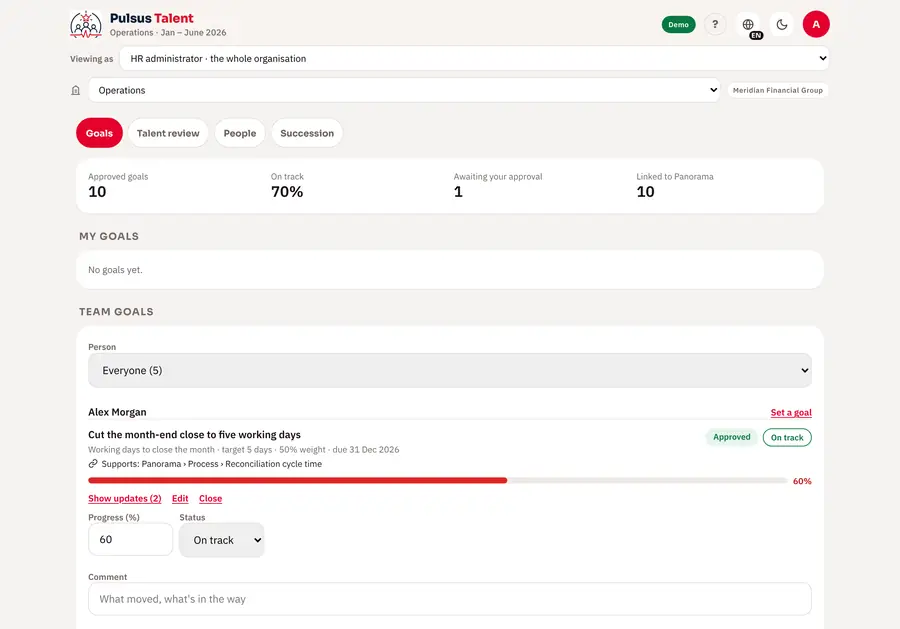 Pulsus Talent
Operations · Jan – June 2026
Demo
?
EN
A
Viewing as
HR administrator · the whole organisation
Operations
Meridian Financial Group
Goals
Talent review
People
Succession
Approved goals
10
On track
70%
Awaiting your approval
1
Linked to Panorama
10
MY GOALS
No goals yet.
TEAM GOALS
Person
Everyone (5)
Alex Morgan
Set a goal
Cut the month-end close to five working days
Approved
On track
Working days to close the month · target 5 days · 50% weight · due 31 Dec 2026
Supports: Panorama › Process › Reconciliation cycle time
60%
Show updates (2)
Edit
Close
Progress (%)
Status
60
On track
Comment
What moved, what's in the way